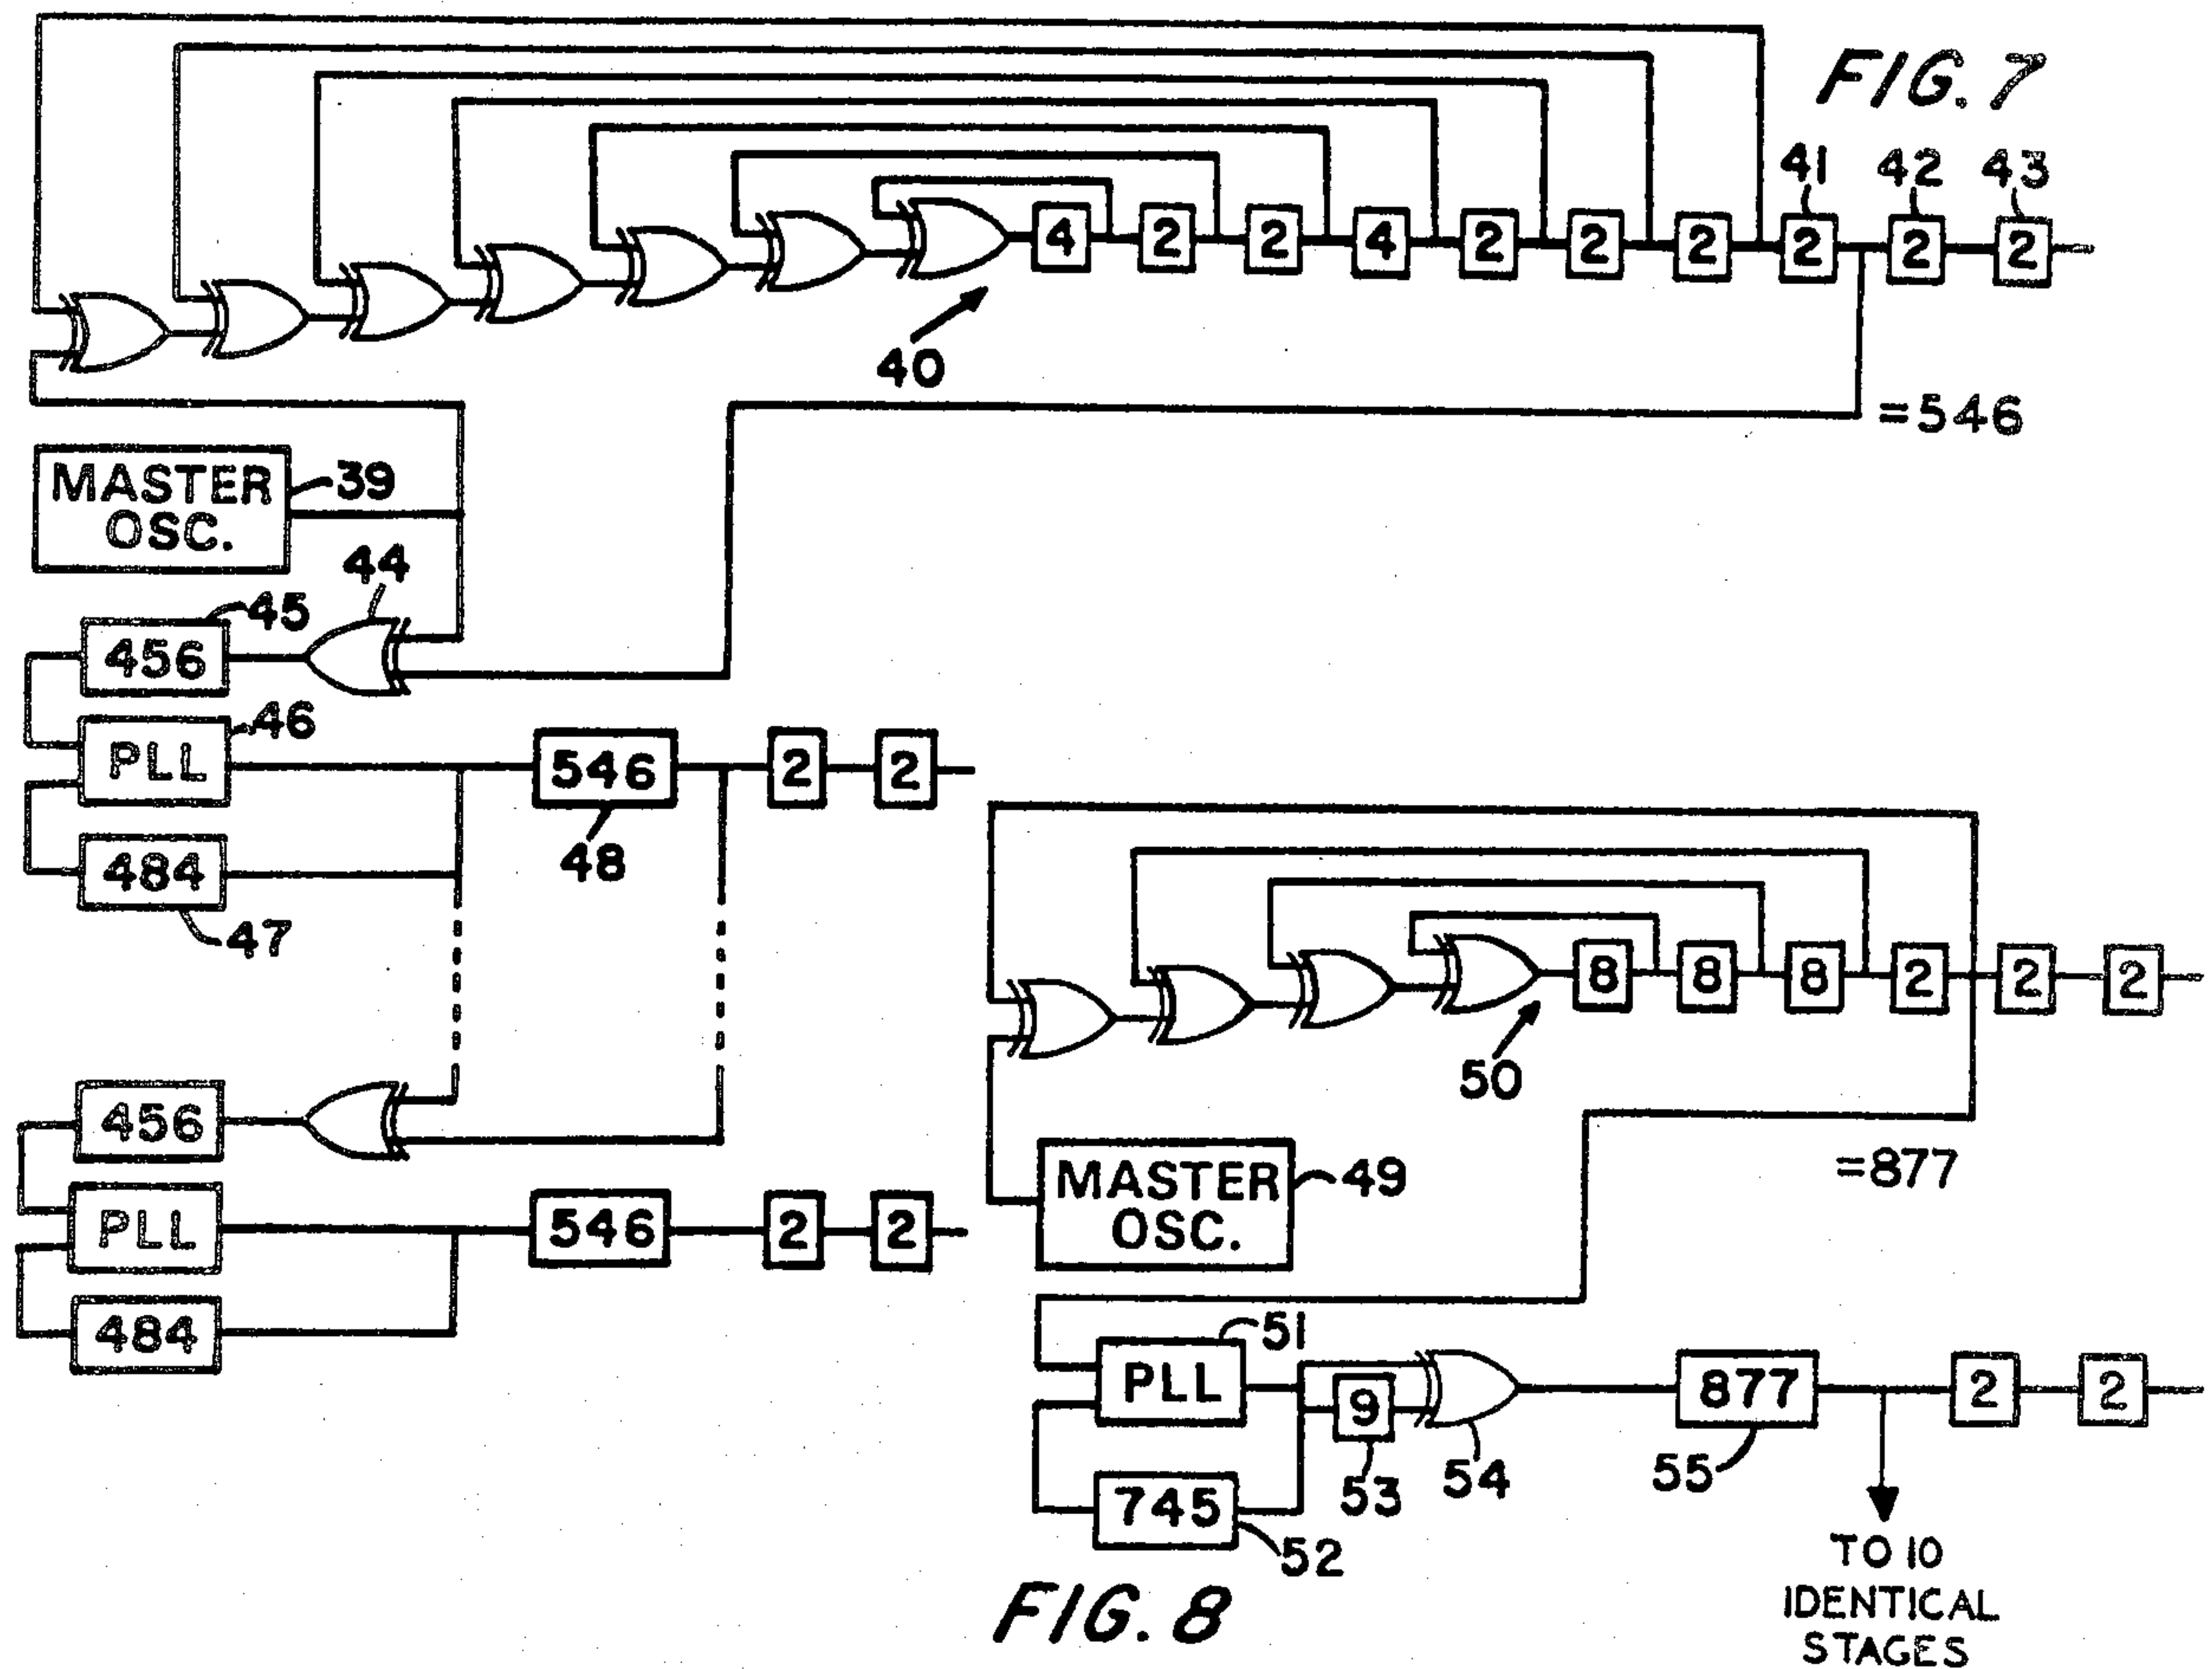 FIG. 7
41 42 43
4 2 2 4 2 2 2 2 2 2
40
=546
MASTER
OSC.
39
44
45
456
46
PLL
546 2 2
48
484
47
456
PLL
546 2 2
484
8 8 8 2 2 2
50
=877
MASTER
OSC.
49
51
PLL
9
877 2 2
53
54
55
745
52
TO 10
IDENTICAL
STAGES
FIG. 8